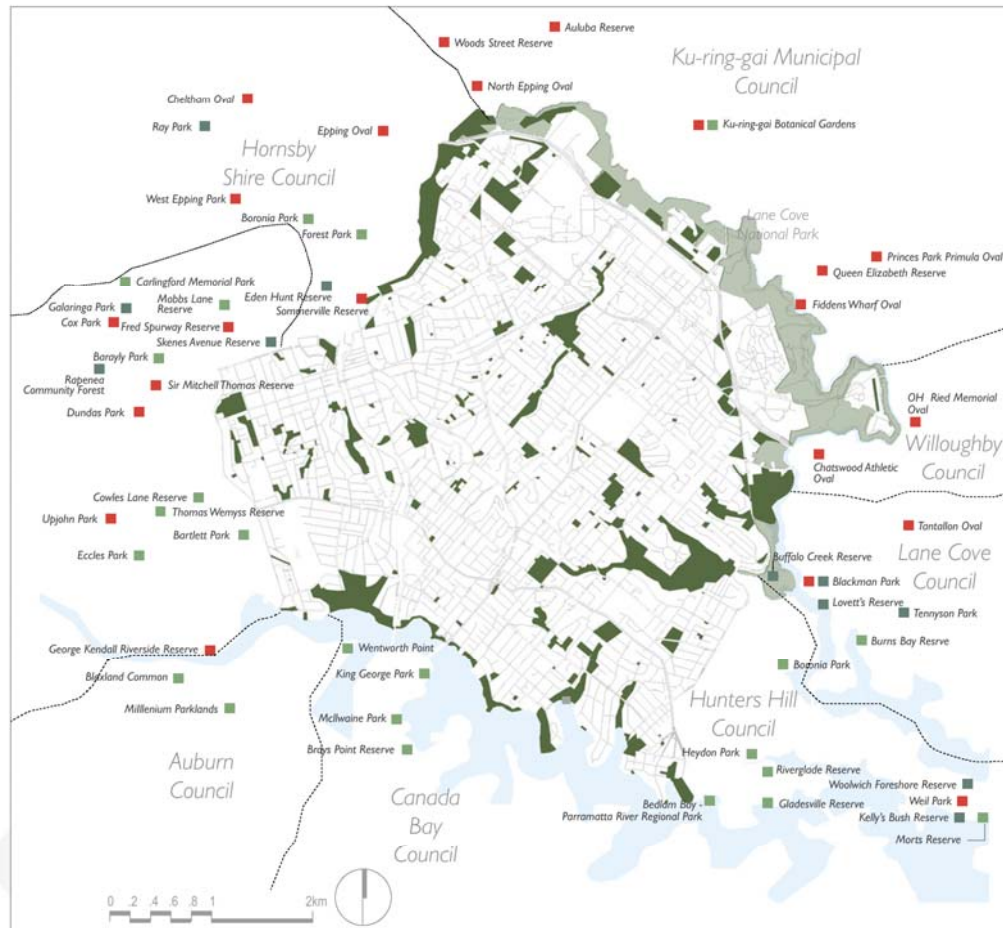 Auluba Reserve
Woods Street Reserve
Ku-ring-gai Municipal
Council
North Epping Oval
Cheltham Oval
Ray Park
Epping Oval
Ku-ring-gai Botanical Gardens
Hornsby
Shire Council
West Epping Park
Boronia Park
Forest Park
Lane Cove
National Park
Princes Park Primula Oval
Queen Elizabeth Reserve
Carlingford Memorial Park
Eden Hunt Reserve
Galaringa Park
Mobbs Lane
Reserve
Sommerville Reserve
Fiddens Wharf Oval
Cox Park
Fred Spurway Reserve
Skenes Avenue Reserve
Barayly Park
Rapenea
Community Forest
Sir Mitchell Thomas Reserve
Dundas Park
OH Ried Memorial
Oval
Willoughby
Council
Chatswood Athletic
Oval
Cowles Lane Reserve
Thomas Wemyss Reserve
Upjohn Park
Bartlett Park
Eccles Park
Tantallon Oval
Lane Cove
Council
Buffalo Creek Reserve
Blackman Park
Lovett's Reserve
Tennyson Park
Burns Bay Resrve
George Kendall Riverside Reserve
Wentworth Point
Boronia Park
Blaxland Common
King George Park
Milllenium Parklands
McIlwaine Park
Brays Point Reserve
Hunters Hill
Council
Heydon Park
Riverglade Reserve
Auburn
Council
Woolwich Foreshore Reserve
Canada
Bay
Council
Bedlam Bay -
Parramatta River Regional Park
Gladesville Reserve
Weil Park
Kelly's Bush Reserve
Morts Reserve
0 .2 .4 .6 .8 1 2km